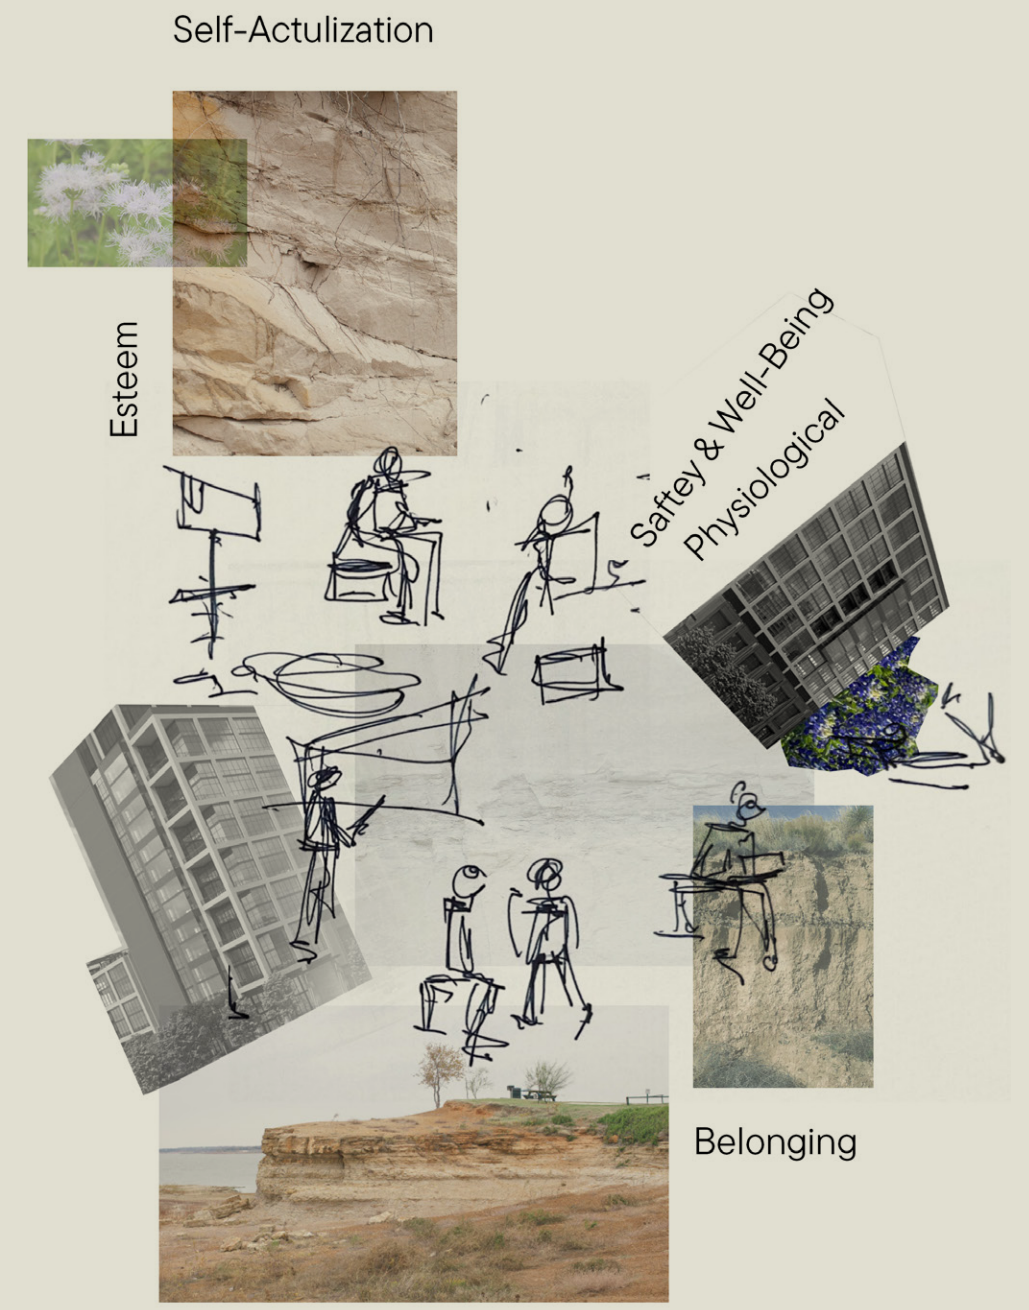 Self-Actulization
Esteem
Saftey & Well-Being
Physiological
Belonging